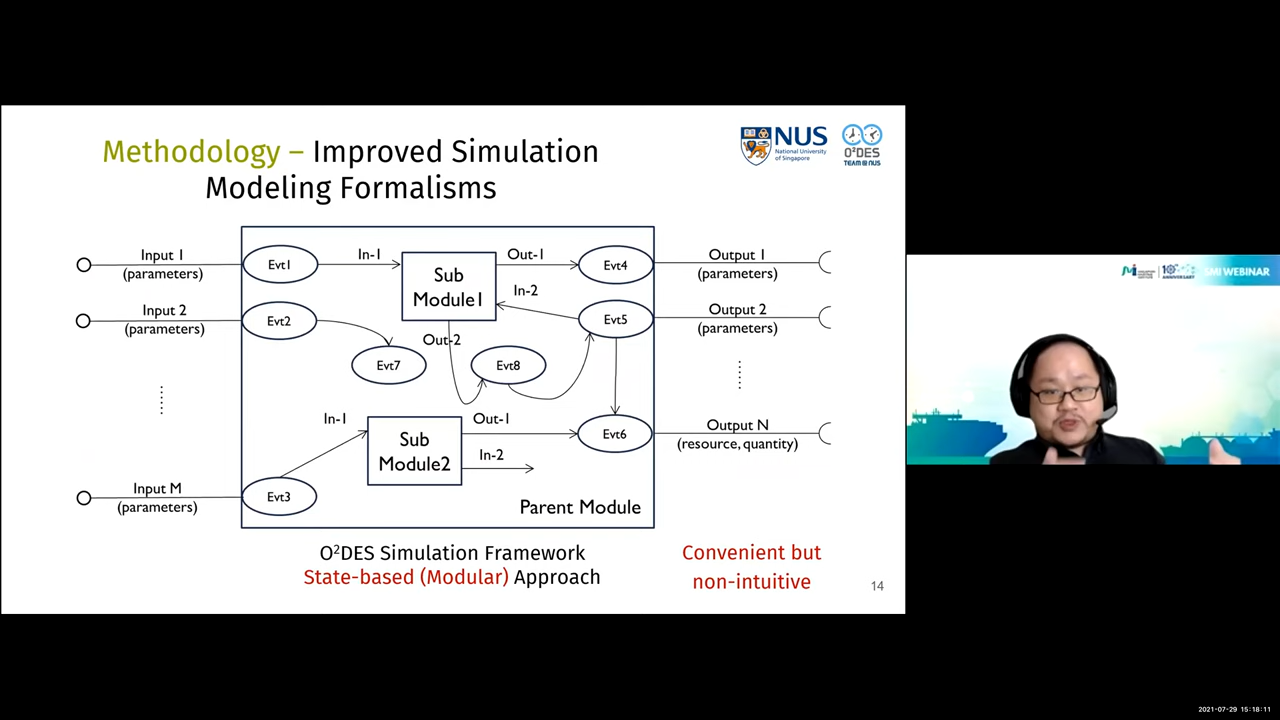 Methodology – Improved Simulation
Modeling Formalisms
NUS
National University
of Singapore
O²DES
TEAM @ NUS
Input 1
(parameters)
Evt1
In-1
Sub
Module1
Out-1
Evt4
Output 1
(parameters)
Input 2
(parameters)
Evt2
In-2
Evt5
Output 2
(parameters)
Out-2
Evt7
Evt8
In-1
Sub
Module2
Out-1
In-2
Evt6
Output N
(resource, quantity)
Input M
(parameters)
Evt3
Parent Module
O²DES Simulation Framework
State-based (Modular) Approach
Convenient but
non-intuitive
14
SMI WEBINAR
2021-07-29 15:18:11